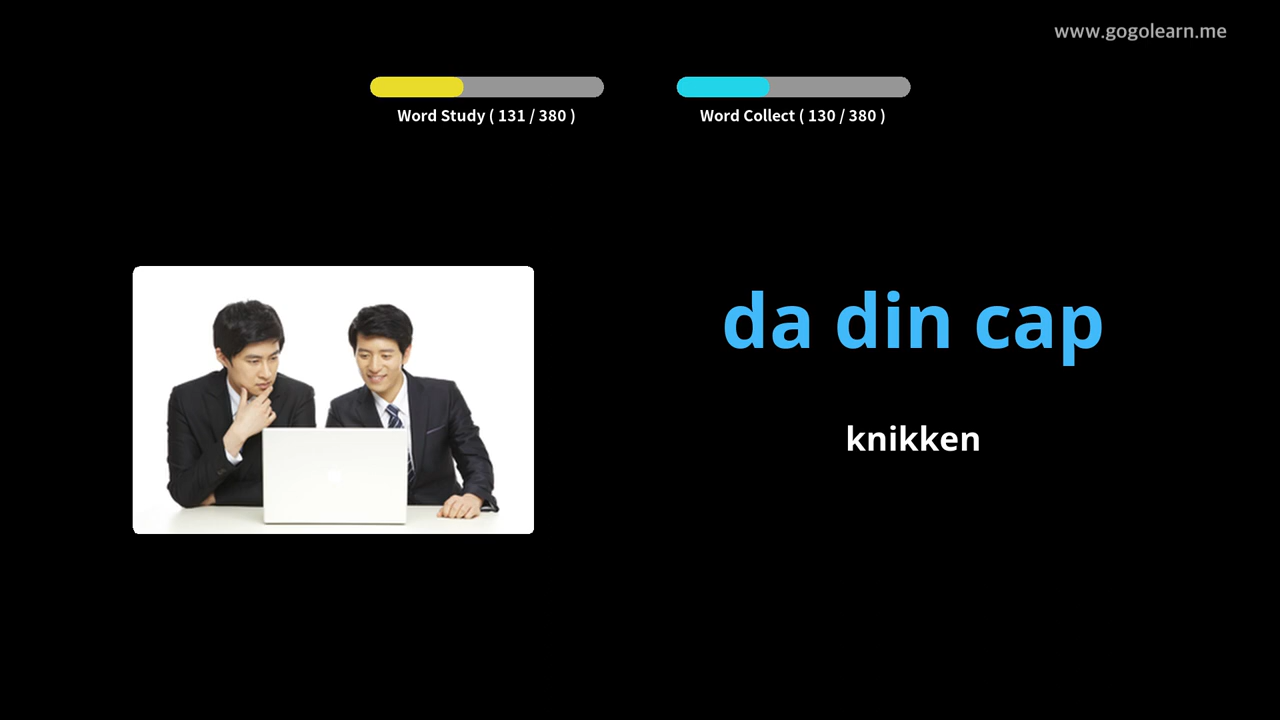 www.gogolearn.me
Word Study ( 131 / 380 )
Word Collect ( 130 / 380 )
da din cap
knikken